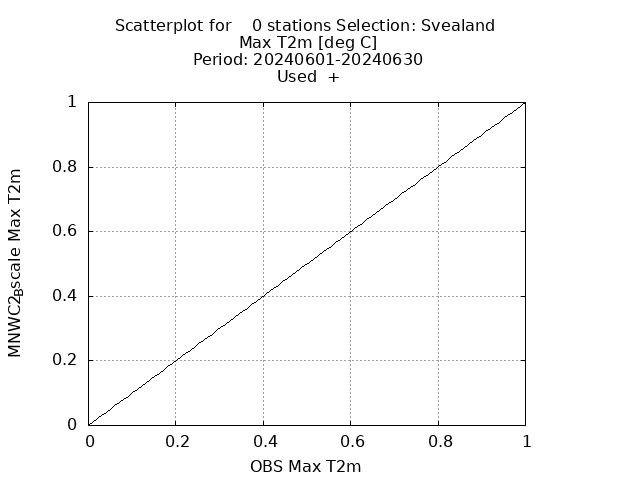 Scatterplot for    0 stations Selection: Svealand
Max T2m [deg C]
Period: 20240601-20240630
Used  +
1
0.8
0.6
0.4
0.2
0
MNWC2Bscale Max T2m
0
0.2
0.4
0.6
0.8
1
OBS Max T2m